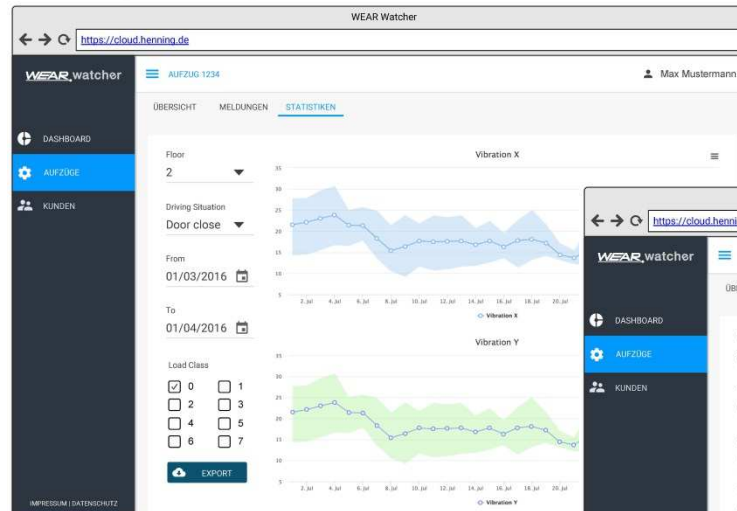 WEAR Watcher
https://cloud.henning.de
WEAR watcher
AUFZUG 1234
Max Mustermann
ÜBERSICHT MELDUNGEN STATISTIKEN
DASHBOARD
AUFZÜGE
KUNDEN
Floor
2
Driving Situation
Door close
From
01/03/2016
To
01/04/2016
Load Class
0 1
2 3
4 5
6 7
EXPORT
IMPRESSUM | DATENSCHUTZ
Vibration X
35
30
25
20
15
10
5
2. Jul 4. Jul 6. Jul 8. Jul 10. Jul 12. Jul 14. Jul 16. Jul 18. Jul 20. Jul
Vibration X
Vibration Y
35
30
25
20
15
10
5
2. Jul 4. Jul 6. Jul 8. Jul 10. Jul 12. Jul 14. Jul 16. Jul 18. Jul 20. Jul
Vibration Y
https://cloud.henni
WEAR watcher
ÜB
DASHBOARD
AUFZÜGE
KUNDEN